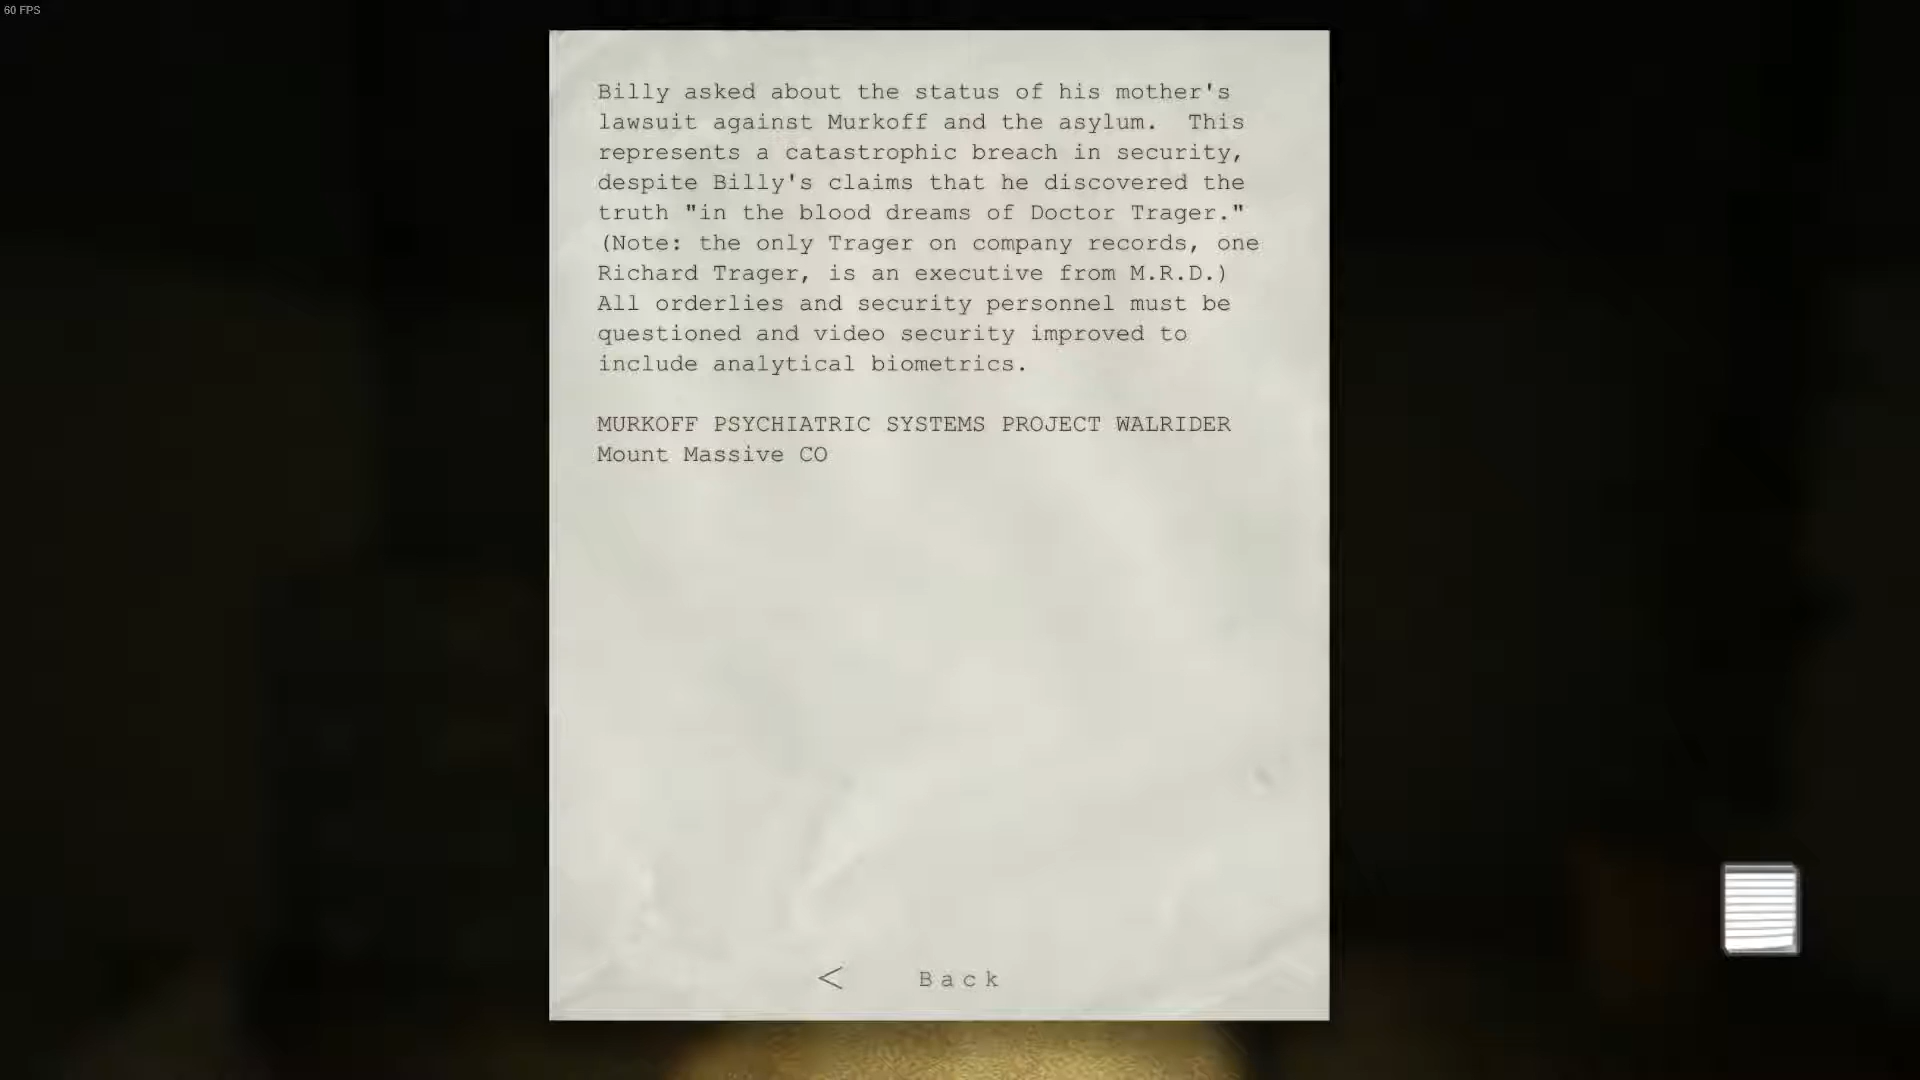 60 FPS
Billy asked about the status of his mother's
lawsuit against Murkoff and the asylum.  This
represents a catastrophic breach in security,
despite Billy's claims that he discovered the
truth "in the blood dreams of Doctor Trager."
(Note: the only Trager on company records, one
Richard Trager, is an executive from M.R.D.)
All orderlies and security personnel must be
questioned and video security improved to
include analytical biometrics.
MURKOFF PSYCHIATRIC SYSTEMS PROJECT WALRIDER
Mount Massive CO
< Back